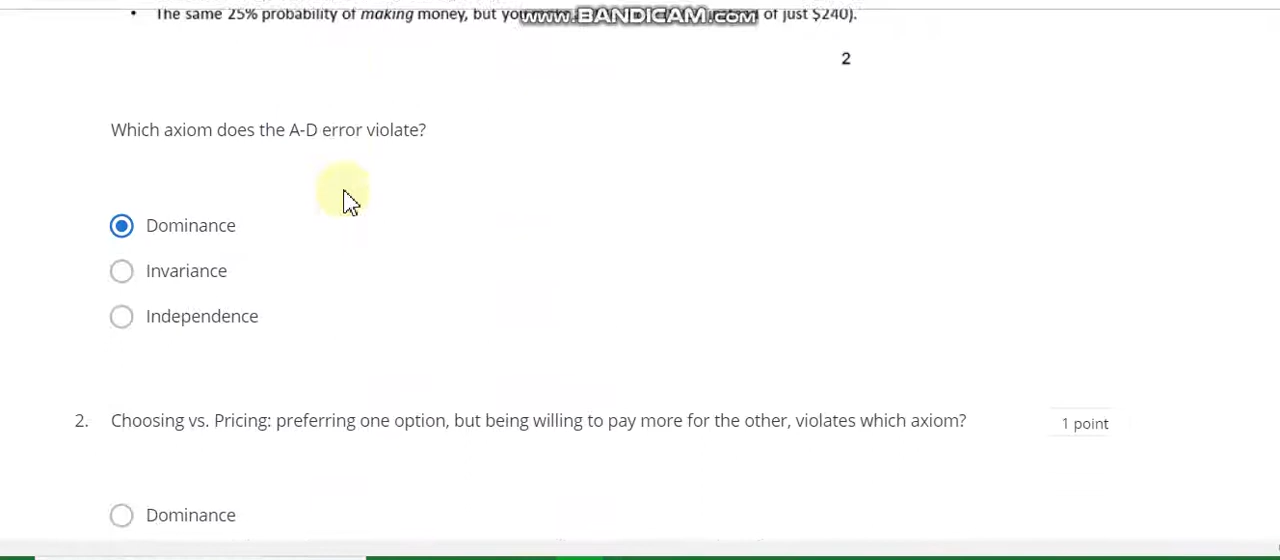 • The same 25% probability of making money, but you of just $240).
www.BANDICAM.com
2
Which axiom does the A-D error violate?
Dominance
Invariance
Independence
2. Choosing vs. Pricing: preferring one option, but being willing to pay more for the other, violates which axiom?
1 point
Dominance